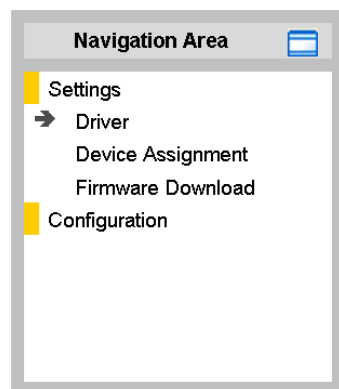 Navigation Area
Settings
Driver
Device Assignment
Firmware Download
Configuration